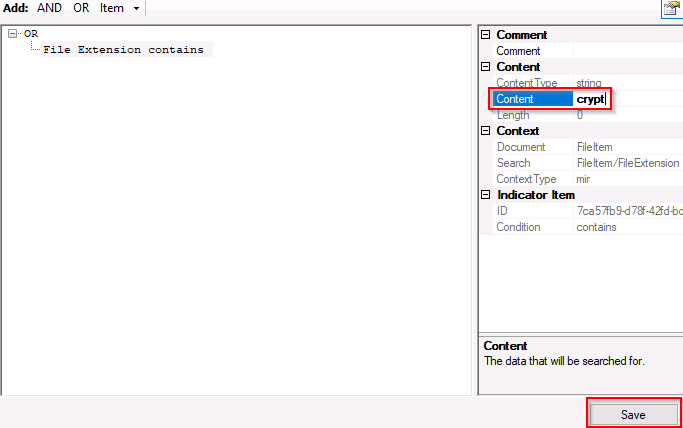 Add: AND OR Item
OR
File Extension contains
Comment
Comment
Content
ContentType string
Content crypt
Length 0
Context
Document FileItem
Search FileItem/FileExtension
ContextType mir
Indicator Item
ID 7ca57fb9-d78f-42fd-bd
Condition contains
Content
The data that will be searched for.
Save